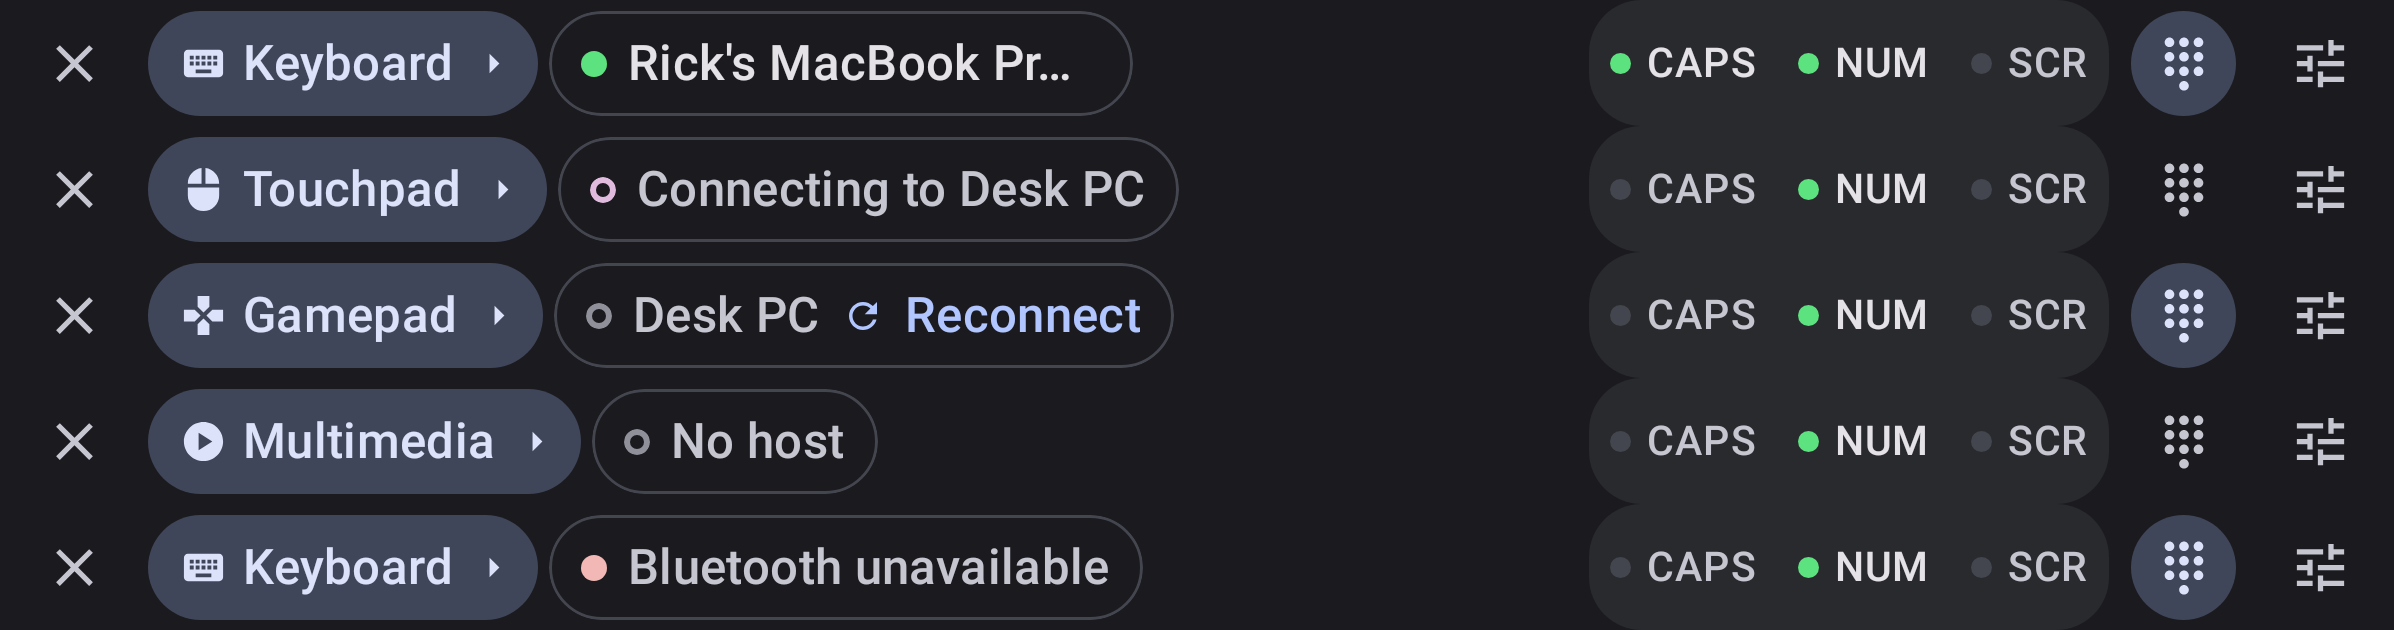 Keyboard Rick's MacBook Pr... CAPS NUM SCR
Touchpad Connecting to Desk PC CAPS NUM SCR
Gamepad Desk PC Reconnect CAPS NUM SCR
Multimedia No host CAPS NUM SCR
Keyboard Bluetooth unavailable CAPS NUM SCR